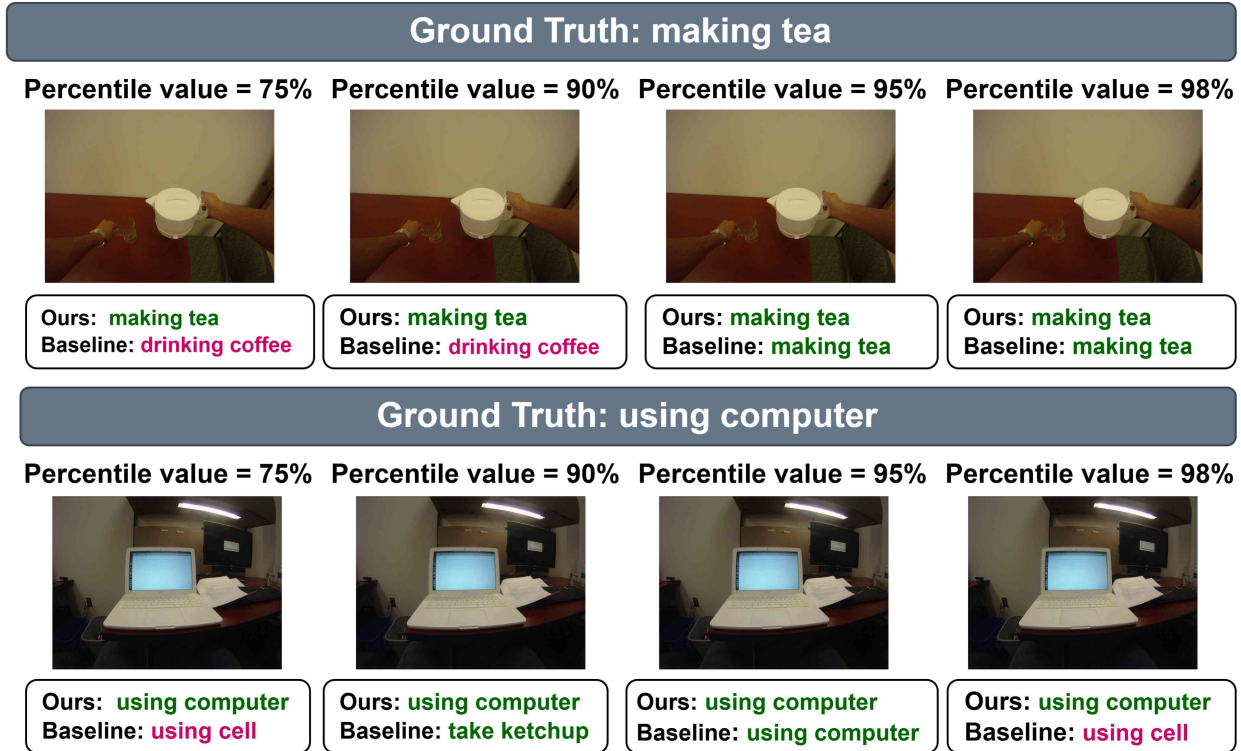 Ground Truth: making tea
Percentile value = 75% Percentile value = 90% Percentile value = 95% Percentile value = 98%
Ours: making tea
Baseline: drinking coffee
Ours: making tea
Baseline: drinking coffee
Ours: making tea
Baseline: making tea
Ours: making tea
Baseline: making tea
Ground Truth: using computer
Percentile value = 75% Percentile value = 90% Percentile value = 95% Percentile value = 98%
Ours: using computer
Baseline: using cell
Ours: using computer
Baseline: take ketchup
Ours: using computer
Baseline: using computer
Ours: using computer
Baseline: using cell